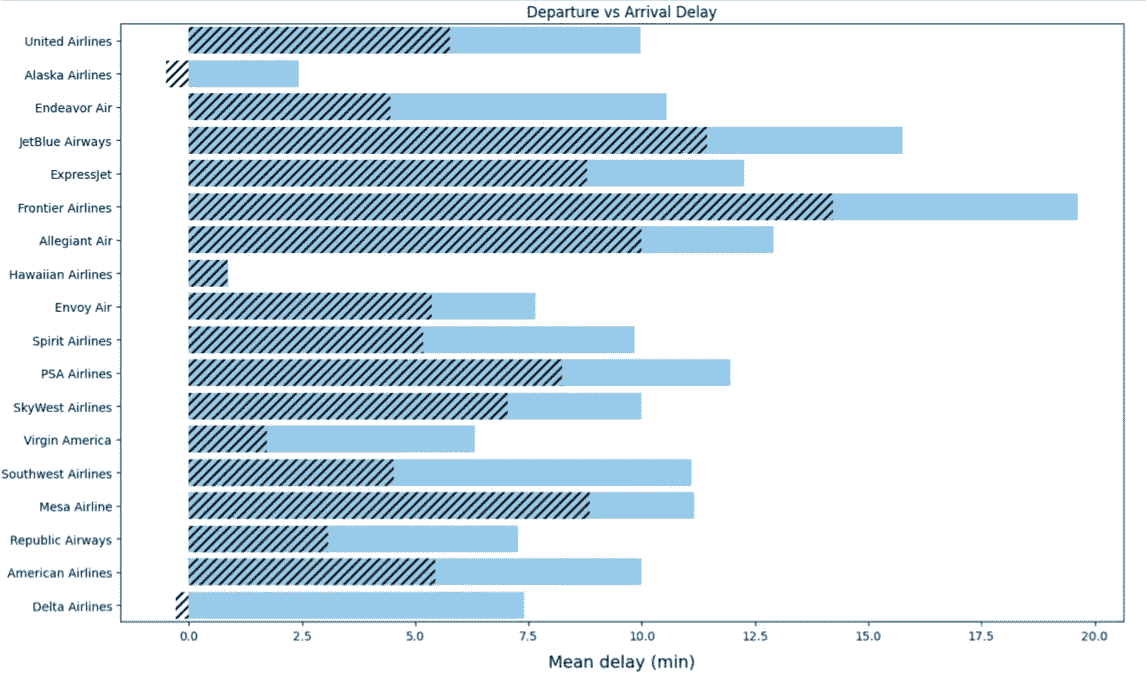 Departure vs Arrival Delay
United Airlines
Alaska Airlines
Endeavor Air
JetBlue Airways
ExpressJet
Frontier Airlines
Allegiant Air
Hawaiian Airlines
Envoy Air
Spirit Airlines
PSA Airlines
SkyWest Airlines
Virgin America
Southwest Airlines
Mesa Airline
Republic Airways
American Airlines
Delta Airlines
0.0 2.5 5.0 7.5 10.0 12.5 15.0 17.5 20.0
Mean delay (min)